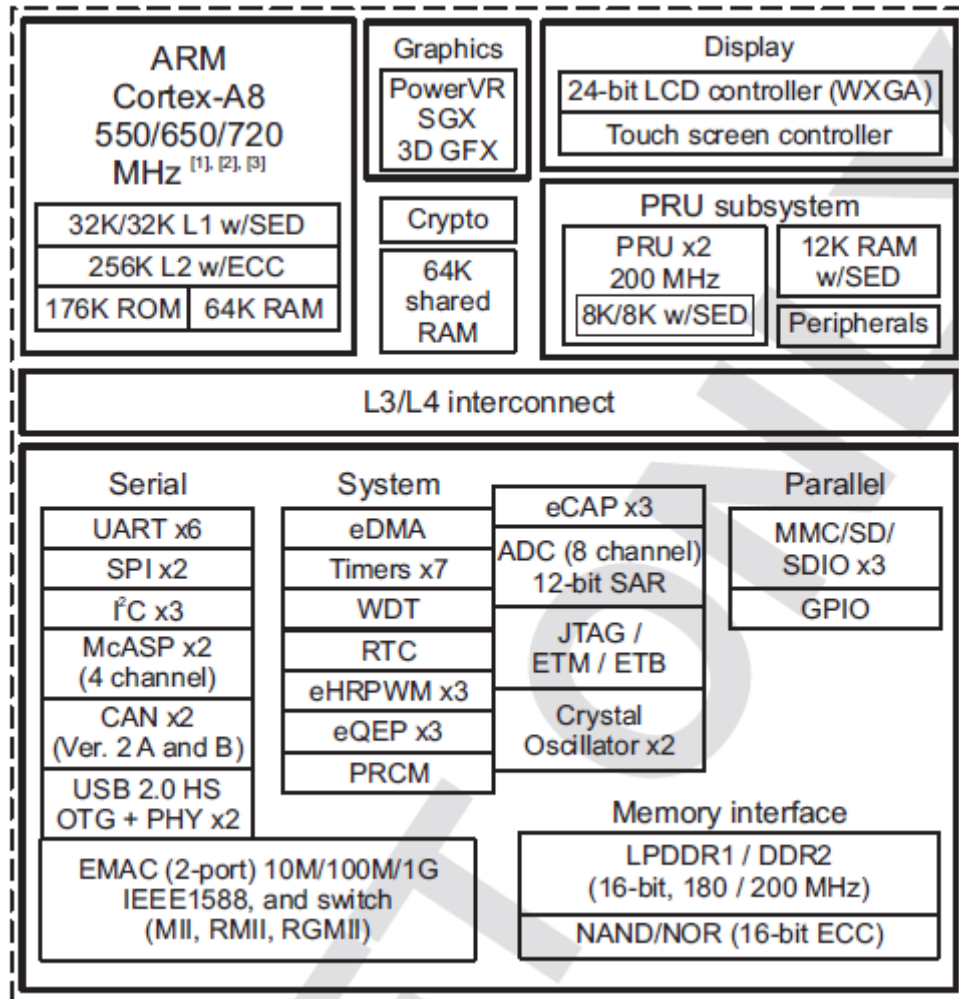 ARM
Cortex-A8
550/650/720
MHz [1], [2], [3]
32K/32K L1 w/SED
256K L2 w/ECC
176K ROM
64K RAM
Graphics
PowerVR
SGX
3D GFX
Crypto
64K
shared
RAM
Display
24-bit LCD controller (WXGA)
Touch screen controller
PRU subsystem
PRU x2
200 MHz
8K/8K w/SED
12K RAM
w/SED
Peripherals
L3/L4 interconnect
Serial
UART x6
SPI x2
I²C x3
McASP x2
(4 channel)
CAN x2
(Ver. 2 A and B)
USB 2.0 HS
OTG + PHY x2
EMAC (2-port) 10M/100M/1G
IEEE1588, and switch
(MII, RMII, RGMII)
System
eDMA
Timers x7
WDT
RTC
eHRPWM x3
eQEP x3
PRCM
eCAP x3
ADC (8 channel)
12-bit SAR
JTAG /
ETM / ETB
Crystal
Oscillator x2
Parallel
MMC/SD/
SDIO x3
GPIO
Memory interface
LPDDR1 / DDR2
(16-bit, 180 / 200 MHz)
NAND/NOR (16-bit ECC)
T ONLY